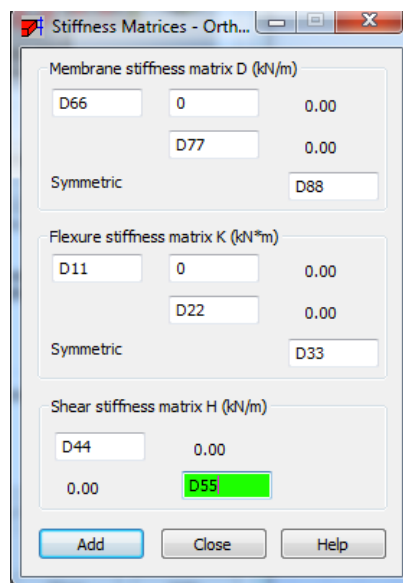 Stiffness Matrices - Orth...
Membrane stiffness matrix D (kN/m)
D66 0 0.00
D77 0.00
Symmetric D88
Flexure stiffness matrix K (kN*m)
D11 0 0.00
D22 0.00
Symmetric D33
Shear stiffness matrix H (kN/m)
D44 0.00
0.00 D55
Add Close Help